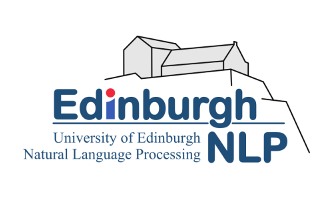 Edinburgh
University of Edinburgh
Natural Language Processing
NLP